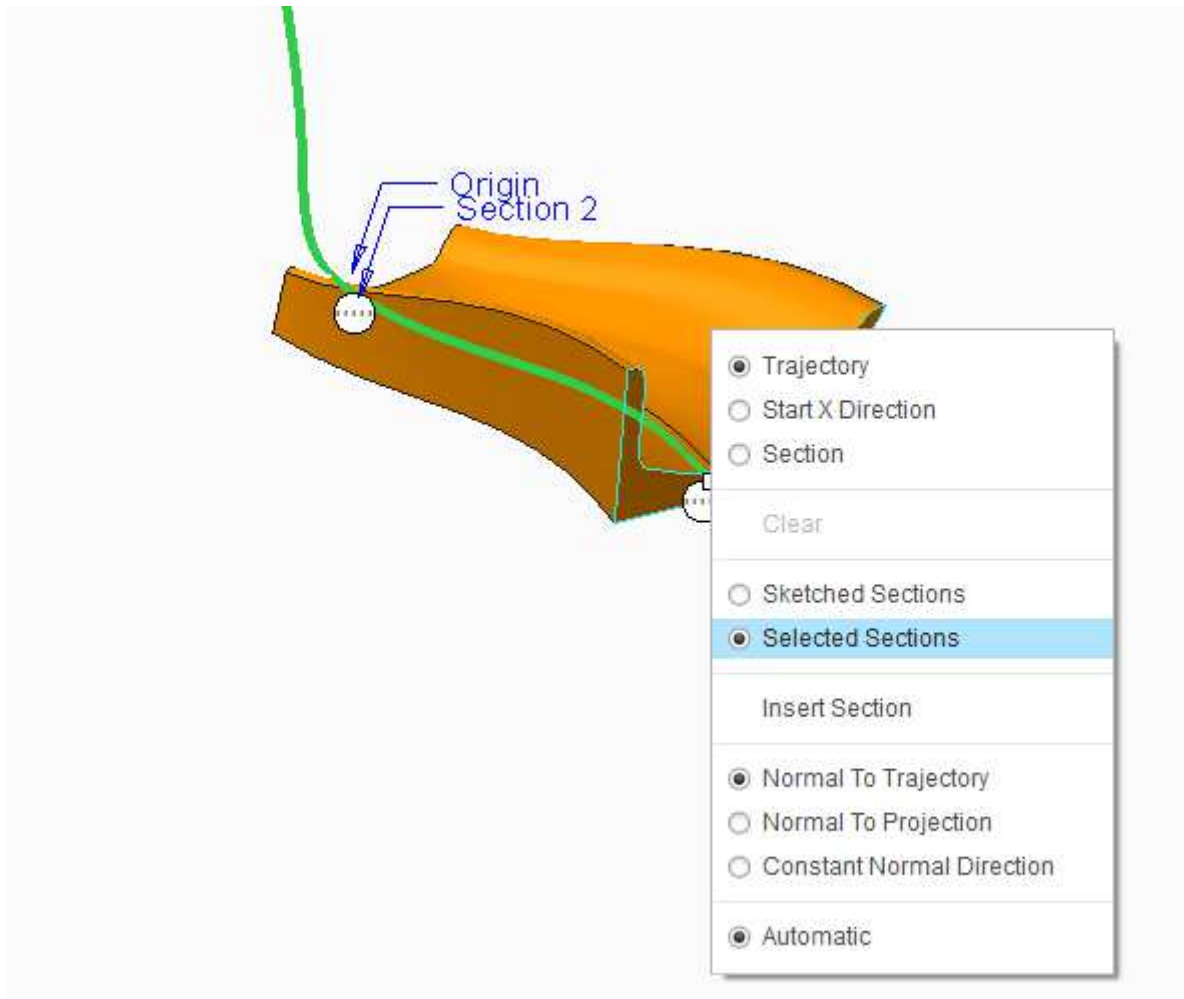 Origin
Section 2
Trajectory
Start X Direction
Section
Clear
Sketched Sections
Selected Sections
Insert Section
Normal To Trajectory
Normal To Projection
Constant Normal Direction
Automatic